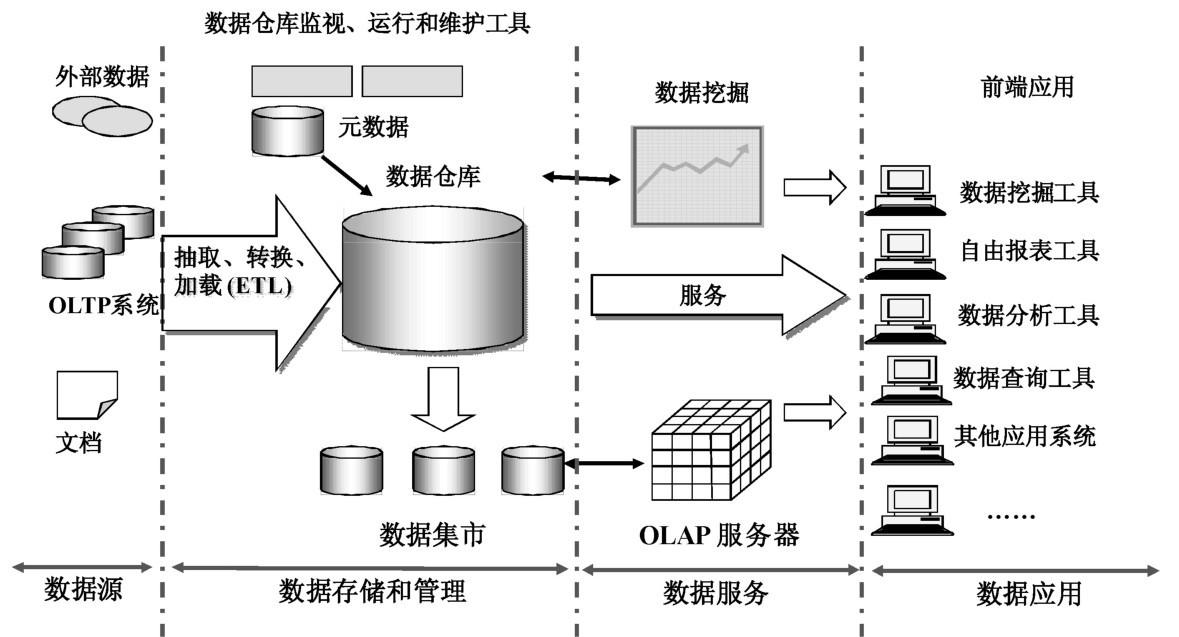 数据仓库监视、运行和维护工具
外部数据
OLTP系统
文档
元数据
数据仓库
抽取、转换、
加载(ETL)
数据集市
数据挖掘
服务
OLAP 服务器
前端应用
数据挖掘工具
自由报表工具
数据分析工具
数据查询工具
其他应用系统
……
数据源
数据存储和管理
数据服务
数据应用